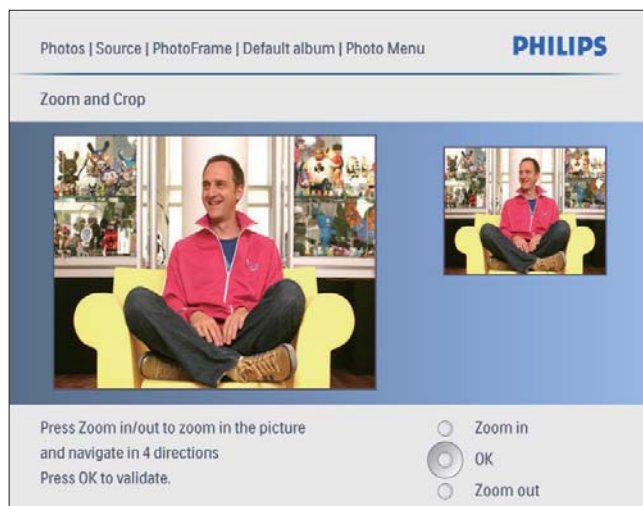 Photos | Source | PhotoFrame | Default album | Photo Menu
PHILIPS
Zoom and Crop
Press Zoom in/out to zoom in the picture
and navigate in 4 directions
Press OK to validate.
Zoom in
OK
Zoom out